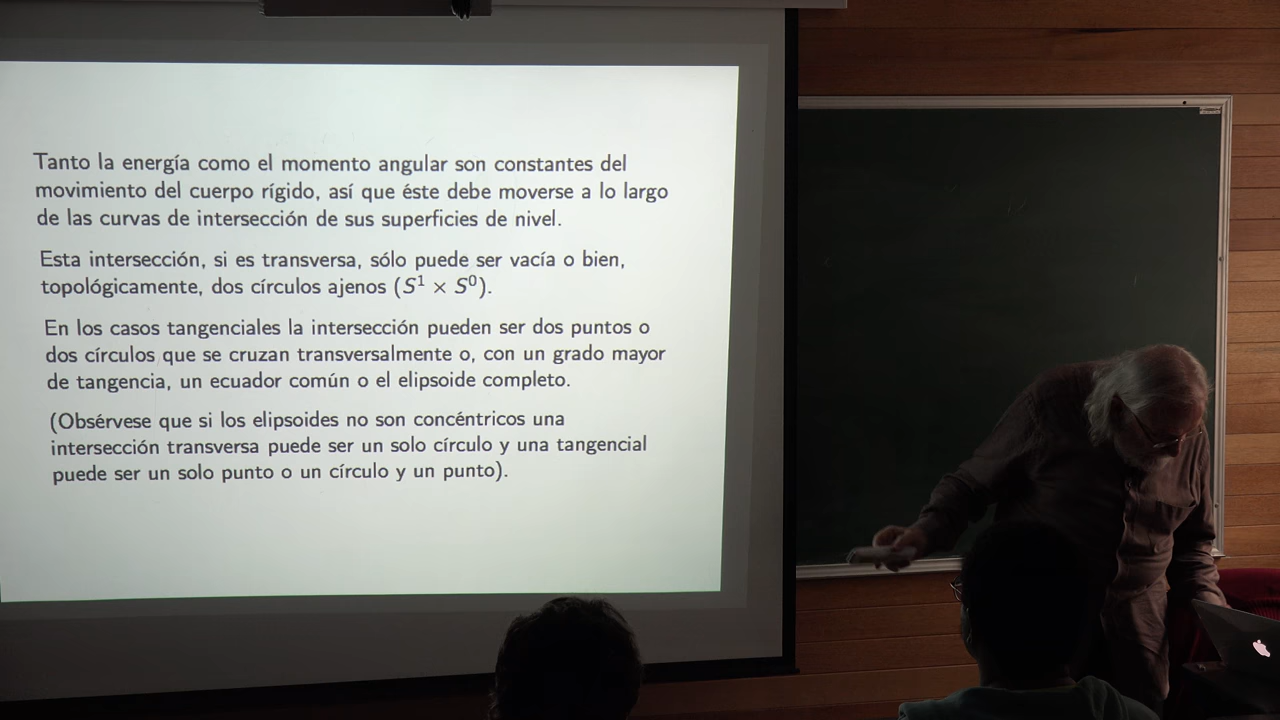 Tanto la energía como el momento angular son constantes del
movimiento del cuerpo rígido, así que éste debe moverse a lo largo
de las curvas de intersección de sus superficies de nivel.
Esta intersección, si es transversa, sólo puede ser vacía o bien,
topológicamente, dos círculos ajenos (S¹ × S⁰).
En los casos tangenciales la intersección pueden ser dos puntos o
dos círculos que se cruzan transversalmente o, con un grado mayor
de tangencia, un ecuador común o el elipsoide completo.
(Obsérvese que si los elipsoides no son concéntricos una
intersección transversa puede ser un solo círculo y una tangencial
puede ser un solo punto o un círculo y un punto).